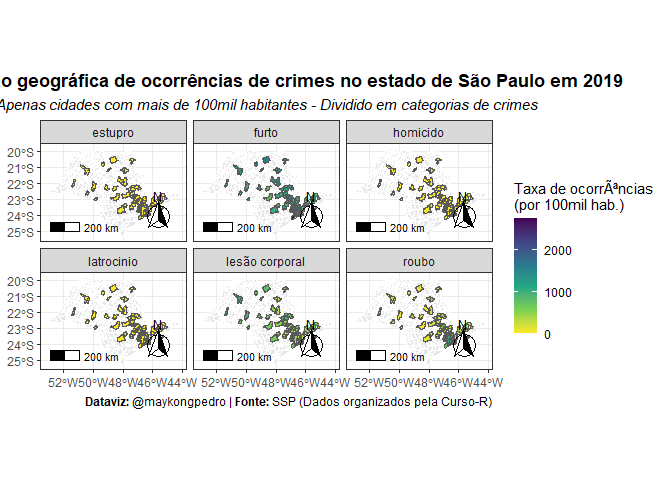 o geográfica de ocorrências de crimes no estado de São Paulo em 2019
Apenas cidades com mais de 100mil habitantes - Dividido em categorias de crimes
estupro
furto
homicido
20°S
21°S
22°S
23°S
24°S
25°S
N
200 km
N
200 km
N
200 km
latrocinio
lesão corporal
roubo
20°S
21°S
22°S
23°S
24°S
25°S
N
200 km
N
200 km
N
200 km
52°W50°W48°W46°W44°W
52°W50°W48°W46°W44°W
52°W50°W48°W46°W44°W
Taxa de ocorrÃªncias
(por 100mil hab.)
2000
1000
0
Dataviz: @maykongpedro | Fonte: SSP (Dados organizados pela Curso-R)